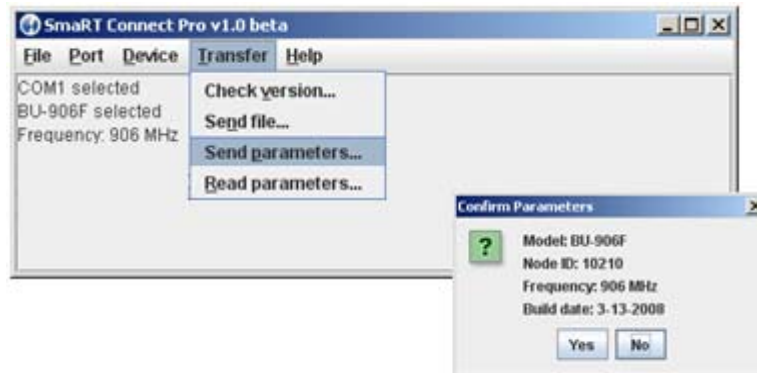 SmaRT Connect Pro v1.0 beta
File Port Device Transfer Help
COM1 selected
BU-906F selected
Frequency: 906 MHz
Check version...
Send file...
Send parameters...
Read parameters...
Confirm Parameters
?
Model: BU-906F
Node ID: 10210
Frequency: 906 MHz
Build date: 3-13-2008
Yes No